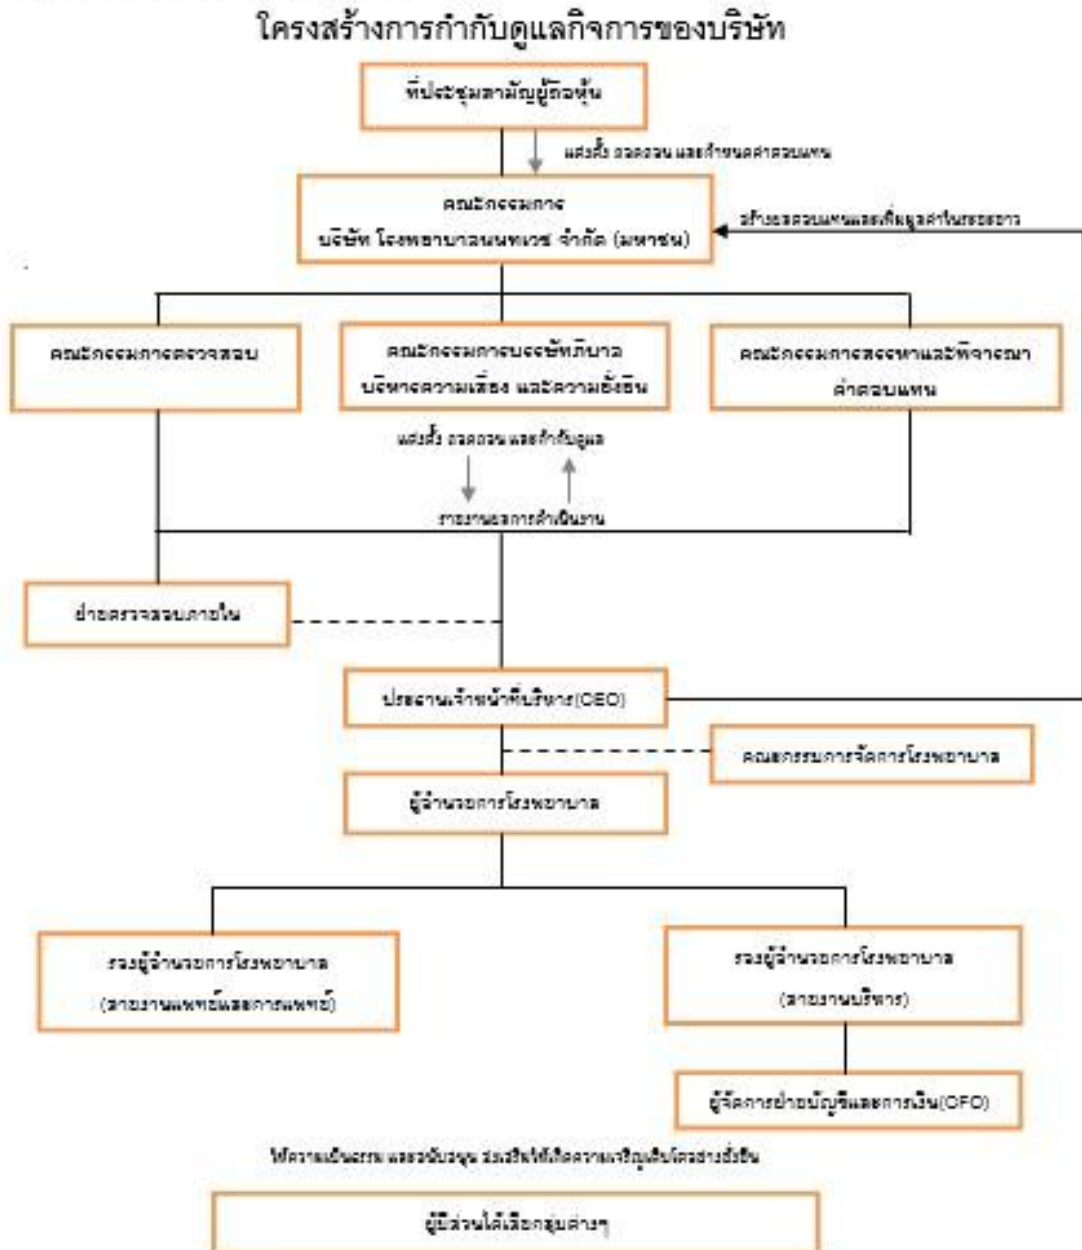 โครงสร้างการกำกับดูแลกิจการของบริษัท
ที่ประชุมสามัญผู้ถือหุ้น
แต่งตั้ง ถอดถอน และกำหนดค่าตอบแทน
คณะกรรมการ
บริษัท โรงพยาบาลนนทเวช จำกัด (มหาชน)
สร้างผลตอบแทนและเพิ่มมูลค่าในระยะยาว
คณะกรรมการตรวจสอบ
คณะกรรมการบรรษัทภิบาล
บริหารความเสี่ยง และความยั่งยืน
คณะกรรมการสรรหาและพิจารณา
ค่าตอบแทน
แต่งตั้ง ถอดถอน และกำกับดูแล
รายงานผลการดำเนินงาน
ฝ่ายตรวจสอบภายใน
ประธานเจ้าหน้าที่บริหาร(CEO)
คณะกรรมการจัดการโรงพยาบาล
ผู้อำนวยการโรงพยาบาล
รองผู้อำนวยการโรงพยาบาล
(สายงานแพทย์และการแพทย์)
รองผู้อำนวยการโรงพยาบาล
(สายงานบริหาร)
ผู้จัดการฝ่ายบัญชีและการเงิน(CFO)
ให้ความเป็นธรรม และสนับสนุน ส่งเสริมให้เกิดความเจริญเติบโตอย่างยั่งยืน
ผู้มีส่วนได้เสียกลุ่มต่างๆ